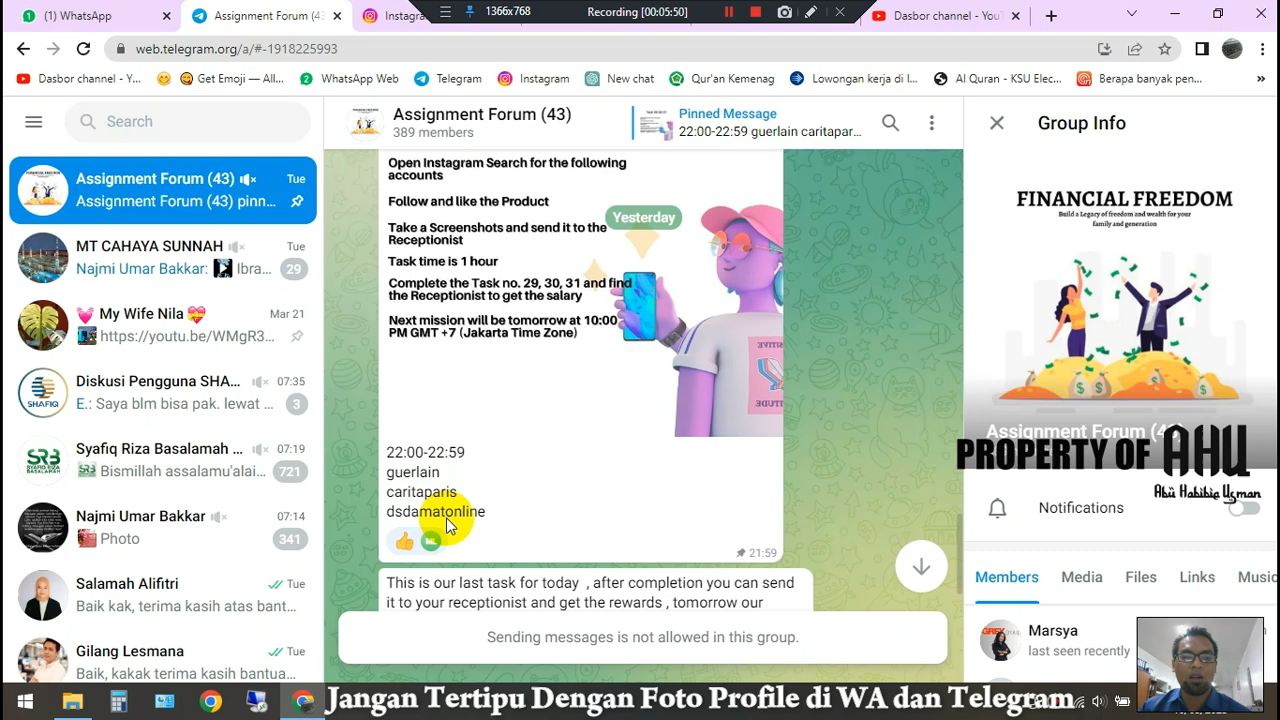 (1)
WhatsApp
Assignment Forum (4:
Instagram
1366x768
Recording [00:05:50]
Dasbor channel - YouTu
web.telegram.org/a/#-1918225993
Dasbor channel - Y...
Get Emoji — All...
WhatsApp Web
Telegram
Instagram
New chat
Qur'an Kemenag
Lowongan kerja di I...
Al Quran - KSU Elec...
Berapa banyak pen...
Search
Assignment Forum (43)
389 members
Pinned Message
22:00-22:59 guerlain caritapar...
Group Info
Assignment Forum (43)
Tue
Assignment Forum (43) pinn...
MT CAHAYA SUNNAH
Tue
Najmi Umar Bakkar:
Ibra...
29
My Wife Nila
Mar 21
https://youtu.be/WMgR3...
Diskusi Pengguna SHA...
07:35
E.: Saya blm bisa pak. lewat ...
3
SHAFIQ
Syafiq Riza Basalamah ...
07:19
Bismillah assalamu'alai...
721
SRB
Najmi Umar Bakkar
07:14
Photo
341
Salamah Alifitri
Tue
Baik kak, terima kasih atas bant...
Gilang Lesmana
Tue
Baik, kakak terima kasih bantua...
Open Instagram Search for the following
accounts
Follow and like the Product
Yesterday
Take a Screenshots and send it to the
Receptionist
Task time is 1 hour
Complete the Task no. 29, 30, 31 and find
the Receptionist to get the salary
Next mission will be tomorrow at 10:00
PM GMT +7 (Jakarta Time Zone)
22:00-22:59
guerlain
caritaparis
dsdamatonline
21:59
This is our last task for today , after completion you can send
it to your receptionist and get the rewards , tomorrow our
Sending messages is not allowed in this group.
FINANCIAL FREEDOM
Build a Legacy of freedom and wealth for your
family and generation
Assignment Forum (43)
PROPERTY OF AHU
Abu Habibie Usman
Notifications
Members
Media
Files
Links
Music
Marsya
last seen recently
Jangan Tertipu Dengan Foto Profile di WA dan Telegram